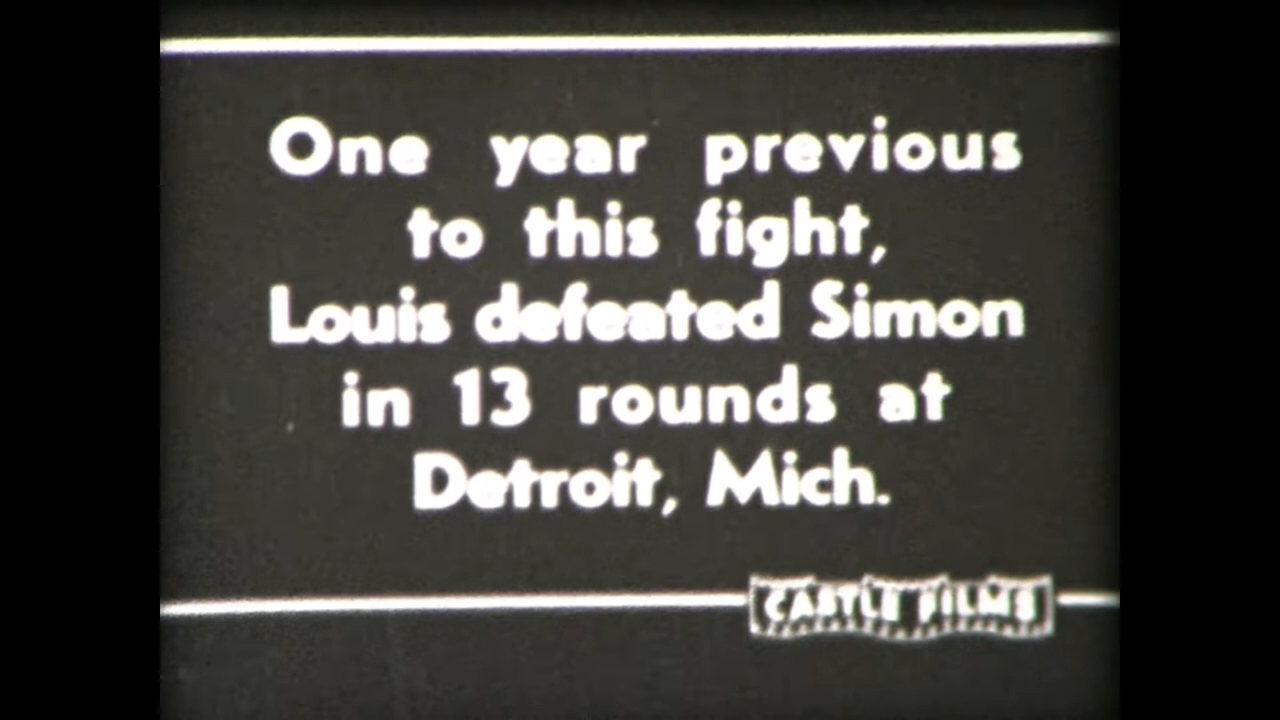 One year previous
to this fight,
Louis defeated Simon
in 13 rounds at
Detroit, Mich.
CASTLE FILMS